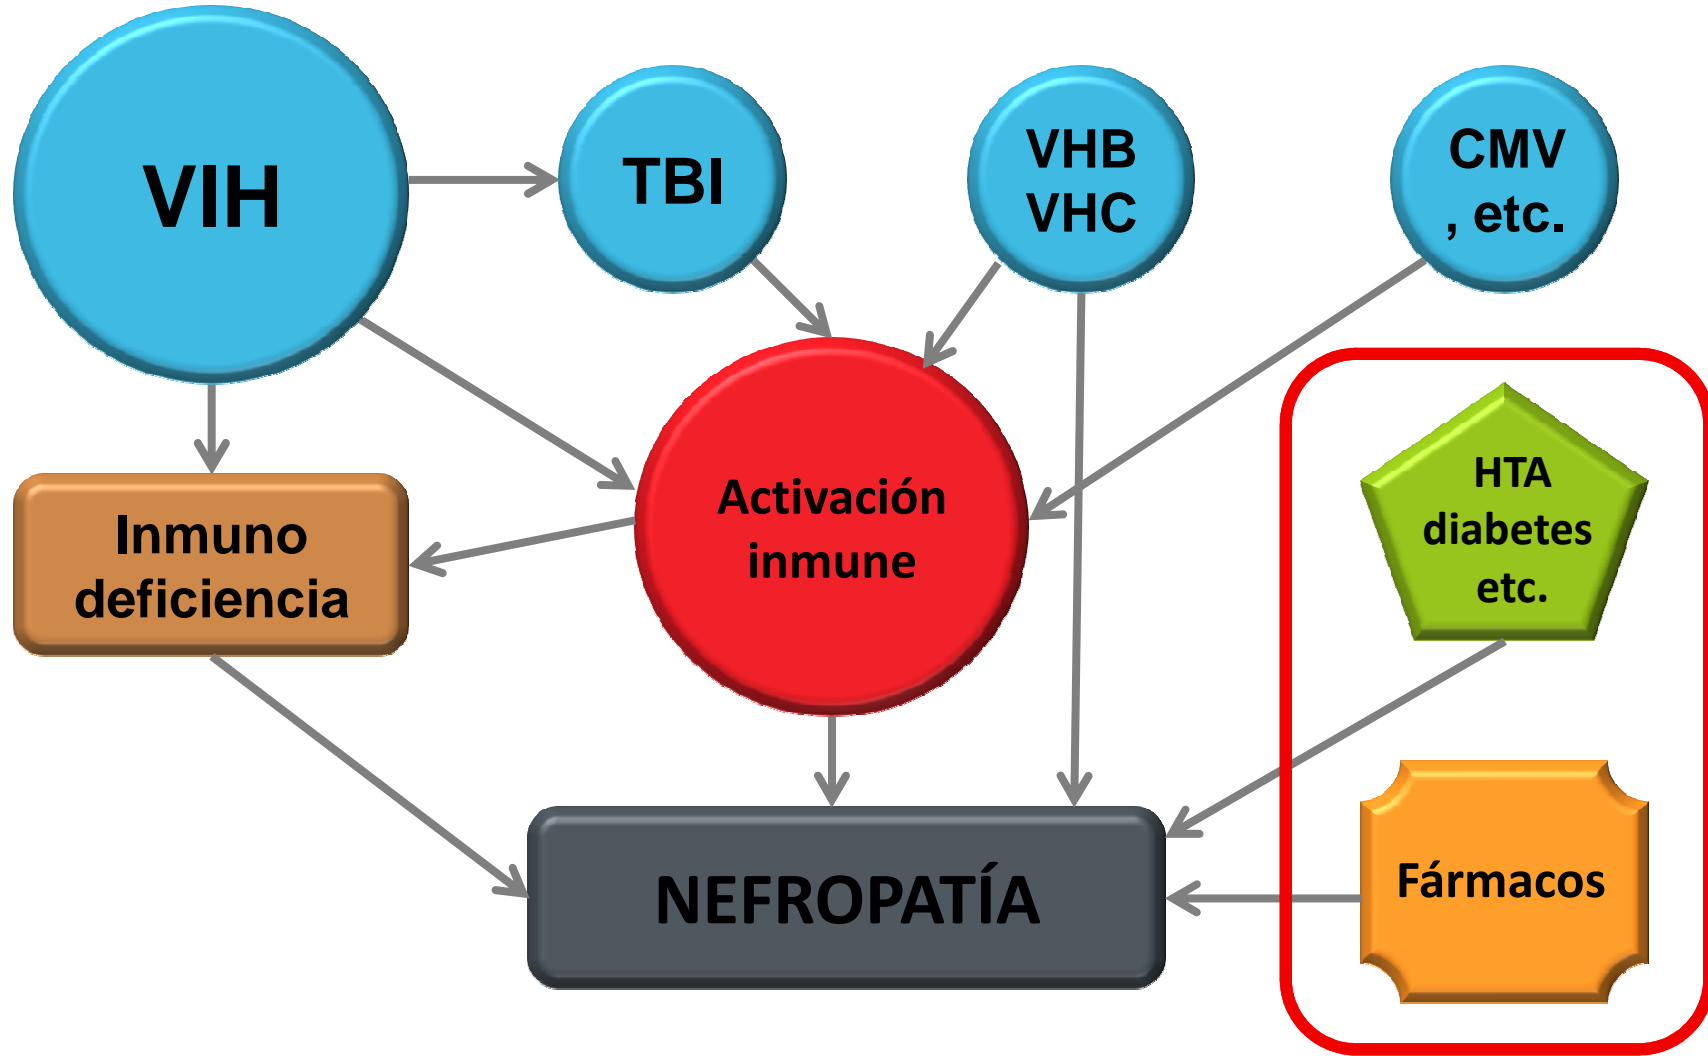 VIH
TBI
VHB
VHC
CMV
, etc.
Inmuno
deficiencia
Activación
inmune
HTA
diabetes
etc.
Fármacos
NEFROPATÍA